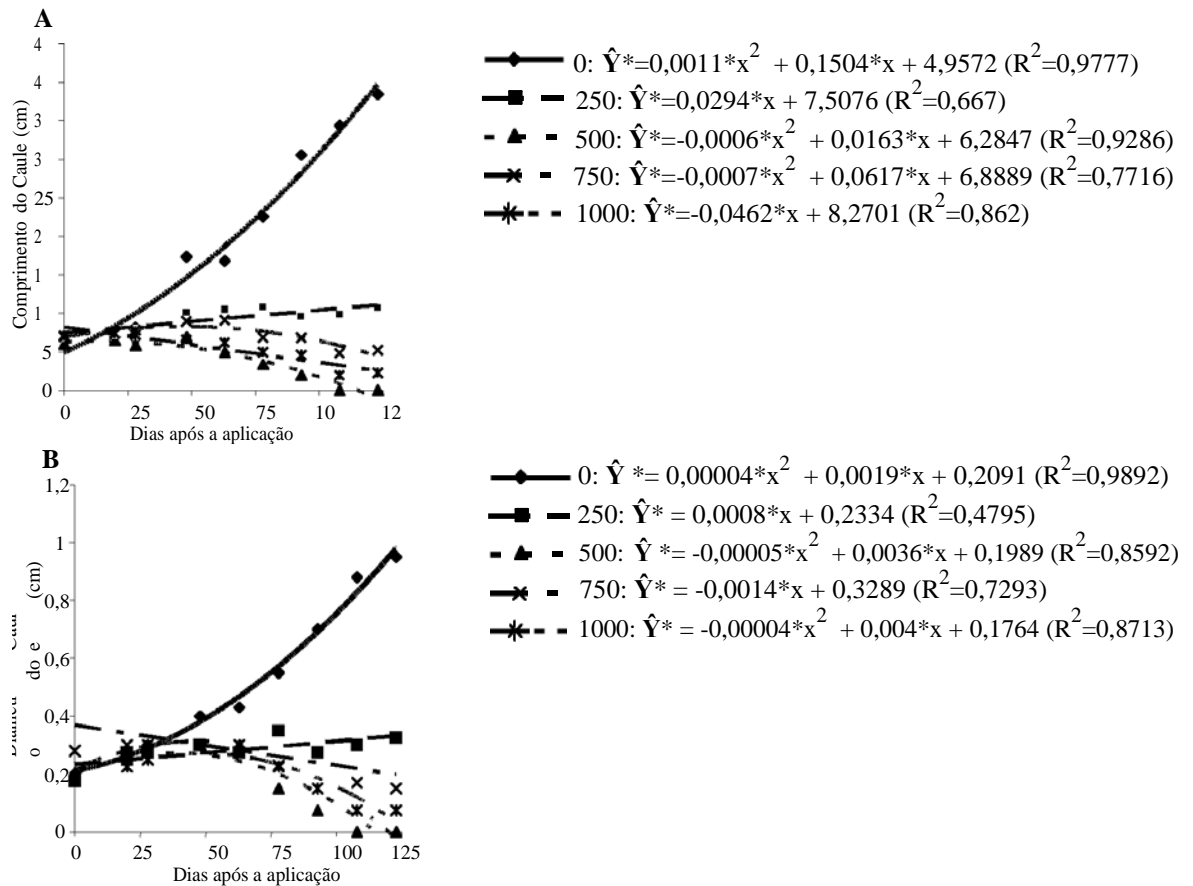 A
4
4
3
3
25
2
1
1
5
0
Comprimento do Caule (cm)
0 25 50 75 10 12
Dias após a aplicação
0: Ŷ*=0,0011*x² + 0,1504*x + 4,9572 (R²=0,9777)
250: Ŷ*=0,0294*x + 7,5076 (R²=0,667)
500: Ŷ*=-0,0006*x² + 0,0163*x + 6,2847 (R²=0,9286)
750: Ŷ*=-0,0007*x² + 0,0617*x + 6,8889 (R²=0,7716)
1000: Ŷ*=-0,0462*x + 8,2701 (R²=0,862)
B
1,2
1
0,8
0,6
0,4
0,2
0
do e (cm)
o
0 25 50 75 100 125
Dias após a aplicação
0: Ŷ *= 0,00004*x² + 0,0019*x + 0,2091 (R²=0,9892)
250: Ŷ* = 0,0008*x + 0,2334 (R²=0,4795)
500: Ŷ *= -0,00005*x² + 0,0036*x + 0,1989 (R²=0,8592)
750: Ŷ* = -0,0014*x + 0,3289 (R²=0,7293)
1000: Ŷ* = -0,00004*x² + 0,004*x + 0,1764 (R²=0,8713)